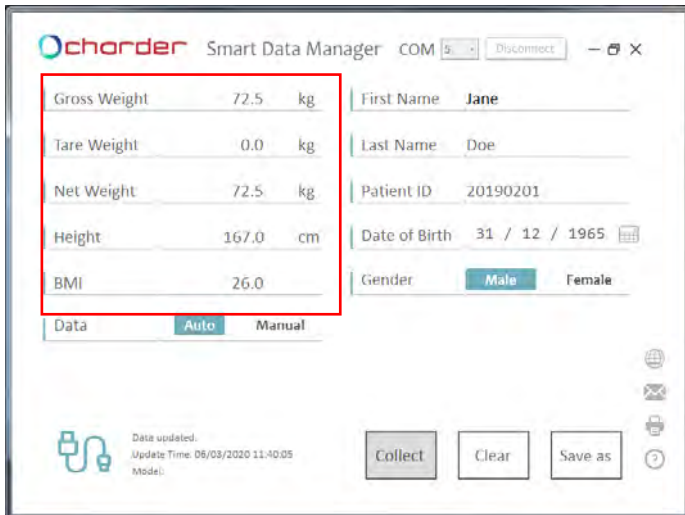 charder Smart Data Manager COM 5 Disconnect
Gross Weight 72.5 kg
Tare Weight 0.0 kg
Net Weight 72.5 kg
Height 167.0 cm
BMI 26.0
Data Auto Manual
First Name Jane
Last Name Doe
Patient ID 20190201
Date of Birth 31 / 12 / 1965
Gender Male Female
Data updated.
Update Time: 06/03/2020 11:40:05
Model:
Collect Clear Save as
?